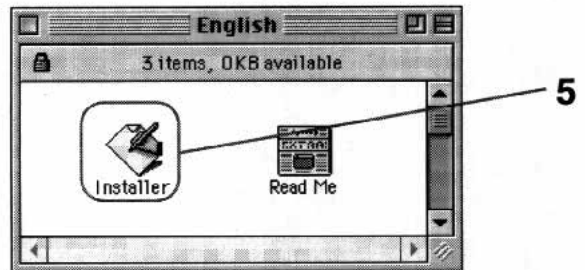 English
3 items, 0KB available
5
EXTRA!
Installer
Read Me